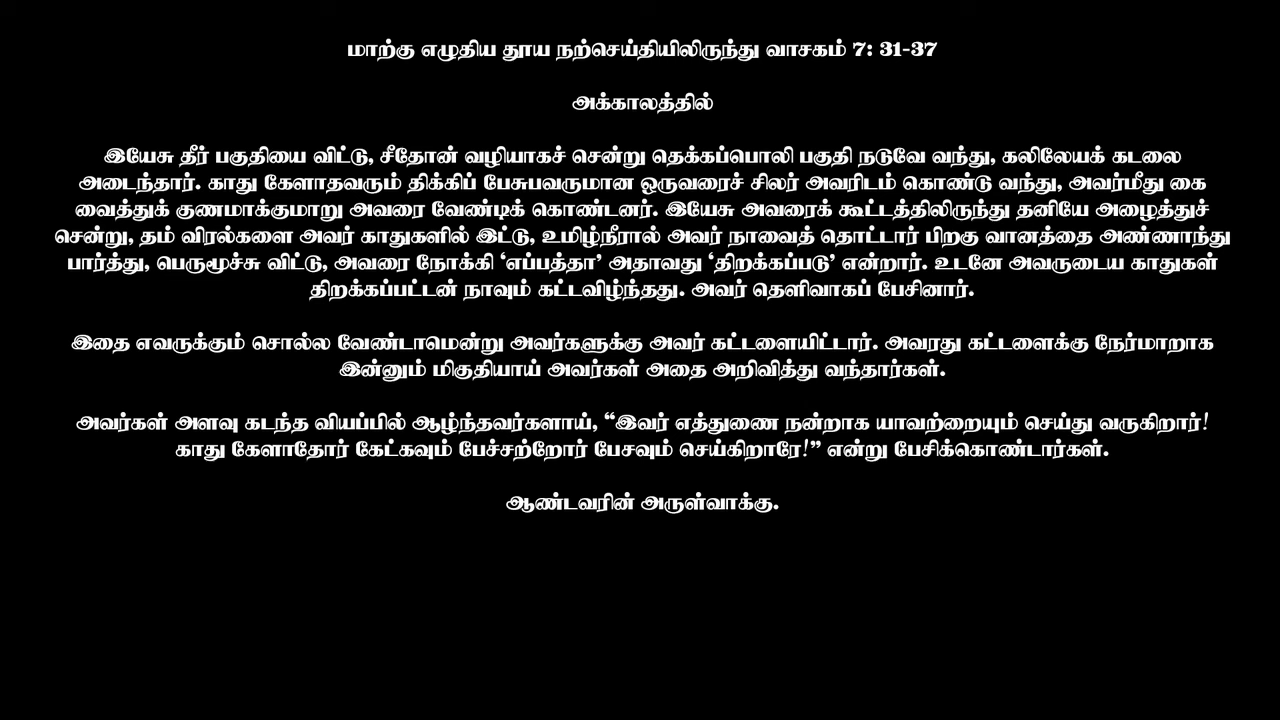 மாற்கு எழுதிய தூய நற்செய்தியிலிருந்து வாசகம் 7: 31-37
அக்காலத்தில்
இயேசு தீர் பகுதியை விட்டு, சீதோன் வழியாகச் சென்று தெக்கப்பொலி பகுதி நடுவே வந்து, கலிலேயக் கடலை
அடைந்தார். காது கேளாதவரும் திக்கிப் பேசுபவருமான ஒருவரைச் சிலர் அவரிடம் கொண்டு வந்து, அவர்மீது கை
வைத்துக் குணமாக்குமாறு அவரை வேண்டிக் கொண்டனர். இயேசு அவரைக் கூட்டத்திலிருந்து தனியே அழைத்துச்
சென்று, தம் விரல்களை அவர் காதுகளில் இட்டு, உமிழ்நீரால் அவர் நாவைத் தொட்டார் பிறகு வானத்தை அண்ணாந்து
பார்த்து, பெருமூச்சு விட்டு, அவரை நோக்கி ‘எப்பத்தா’ அதாவது ‘திறக்கப்படு’ என்றார். உடனே அவருடைய காதுகள்
திறக்கப்பட்டன் நாவும் கட்டவிழ்ந்தது. அவர் தெளிவாகப் பேசினார்.
இதை எவருக்கும் சொல்ல வேண்டாமென்று அவர்களுக்கு அவர் கட்டளையிட்டார். அவரது கட்டளைக்கு நேர்மாறாக
இன்னும் மிகுதியாய் அவர்கள் அதை அறிவித்து வந்தார்கள்.
அவர்கள் அளவு கடந்த வியப்பில் ஆழ்ந்தவர்களாய், “இவர் எத்துணை நன்றாக யாவற்றையும் செய்து வருகிறார்!
காது கேளாதோர் கேட்கவும் பேச்சற்றோர் பேசவும் செய்கிறாரே!” என்று பேசிக்கொண்டார்கள்.
ஆண்டவரின் அருள்வாக்கு.